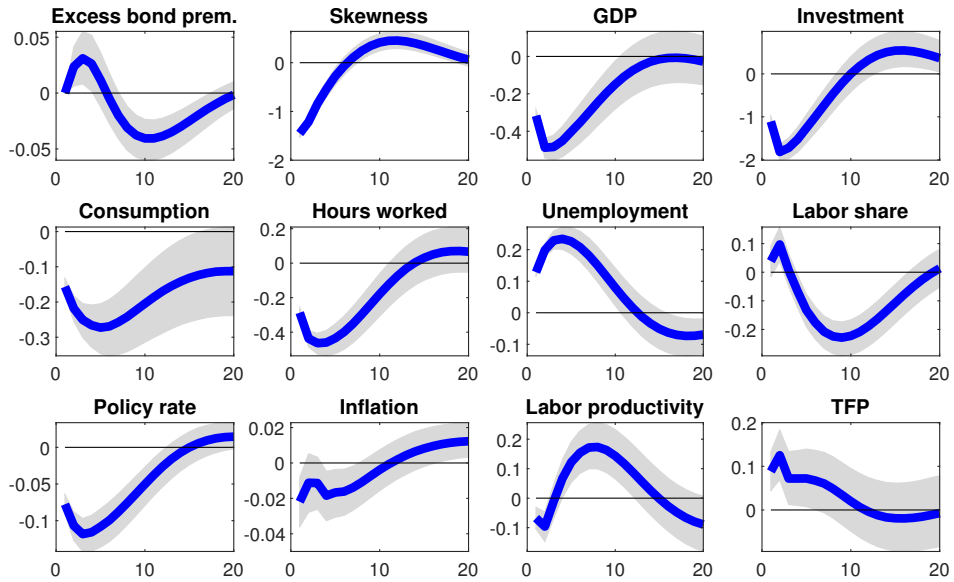 Excess bond prem. Skewness GDP Investment
0.05 0 -0.05 0 10 20
0 -1 -2 0 10 20
0 -0.2 -0.4 0 10 20
1 0 -1 -2 0 10 20
Consumption Hours worked Unemployment Labor share
0 -0.1 -0.2 -0.3 0 10 20
0.2 0 -0.2 -0.4 0 10 20
0.2 0.1 0 -0.1 0 10 20
0.1 0 -0.1 -0.2 0 10 20
Policy rate Inflation Labor productivity TFP
0 -0.05 -0.1 0 10 20
0.02 0 -0.02 -0.04 0 10 20
0.2 0.1 0 -0.1 0 10 20
0.2 0.1 0 0 10 20